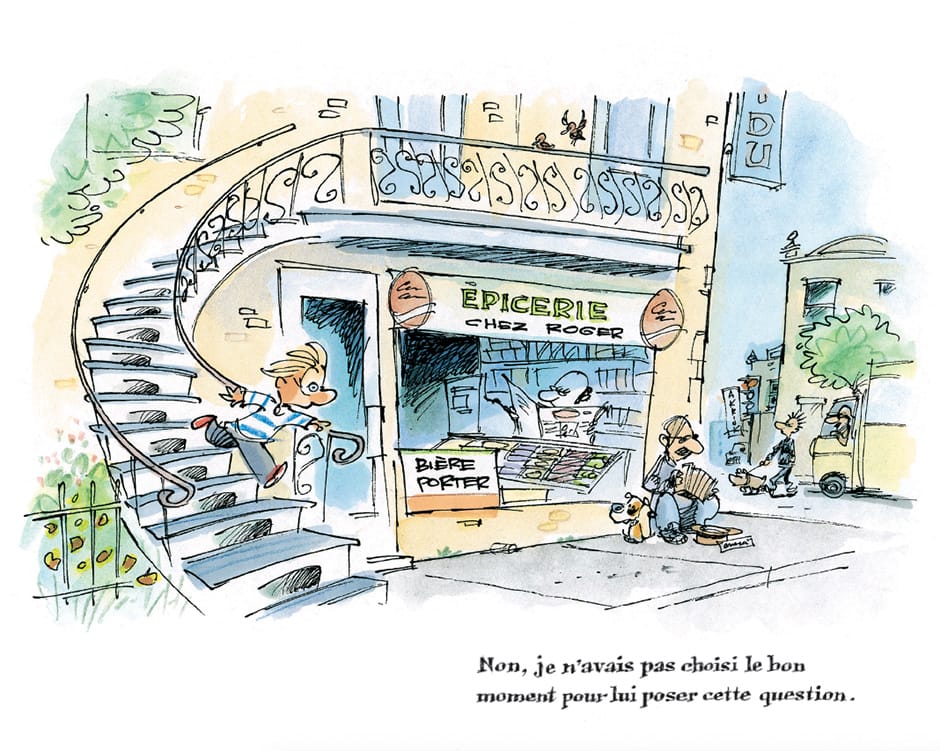 DU
ÉPICERIE
CHEZ ROGER
BIÈRE
PORTER
Non, je n'avais pas choisi le bon
moment pour lui poser cette question.